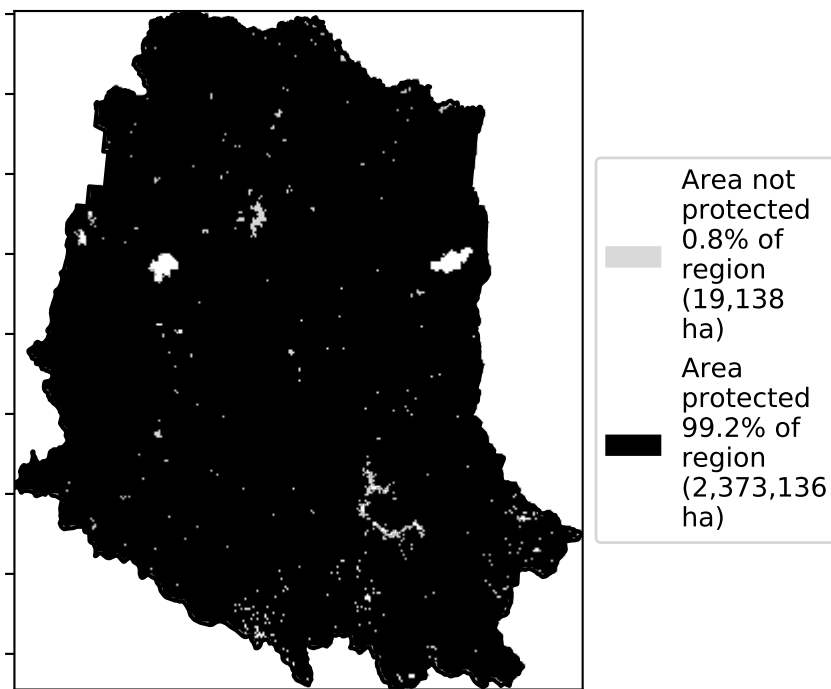 Area not
protected
0.8% of
region
(19,138
ha)
Area
protected
99.2% of
region
(2,373,136
ha)